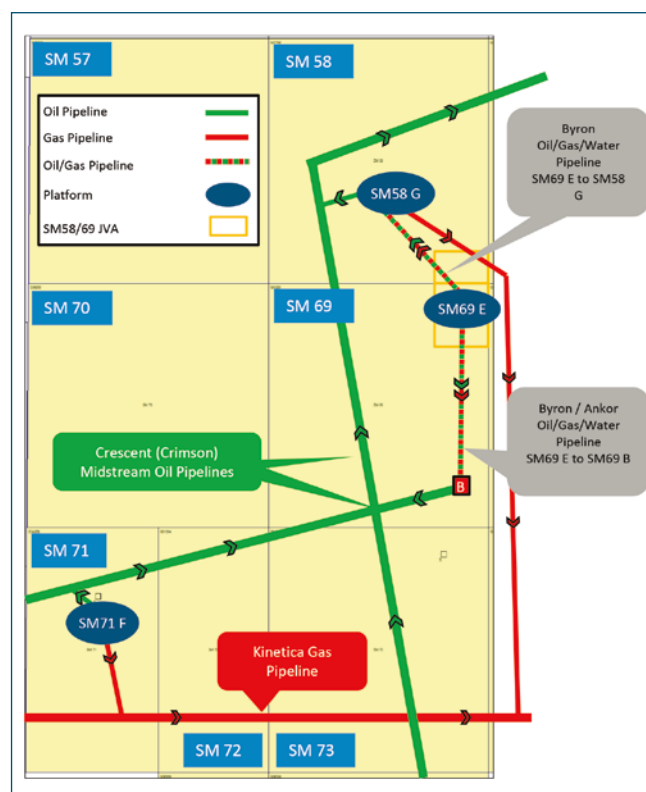 SM 57
SM 58
Oil Pipeline
Gas Pipeline
Oil/Gas Pipeline
Platform
SM58/69 JVA
Byron
Oil/Gas/Water
Pipeline
SM69 E to SM58
G
SM58 G
SM 70
SM 69
SM69 E
Crescent (Crimson)
Midstream Oil Pipelines
Byron / Ankor
Oil/Gas/Water
Pipeline
SM69 E to SM69 B
B
SM 71
SM71 F
Kinetica Gas
Pipeline
SM 72
SM 73